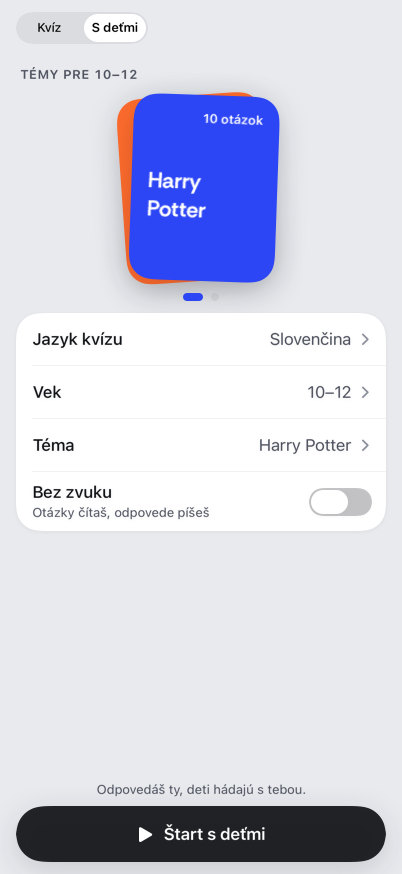 Kvíz
S deťmi
TÉMY PRE 10–12
10 otázok
Harry
Potter
Jazyk kvízu
Slovenčina
Vek
10–12
Téma
Harry Potter
Bez zvuku
Otázky čítaš, odpovede píšeš
Odpovedáš ty, deti hádajú s tebou.
Štart s deťmi